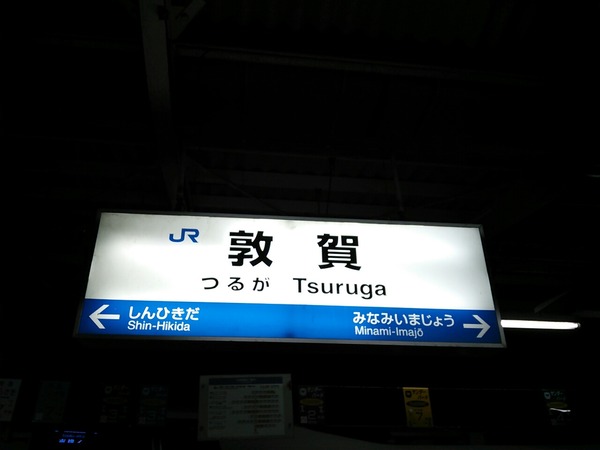 JR 敦賀
つるが Tsuruga
← しんひきだ
Shin-Hikida
みなみいまじょう →
Minami-Imajō